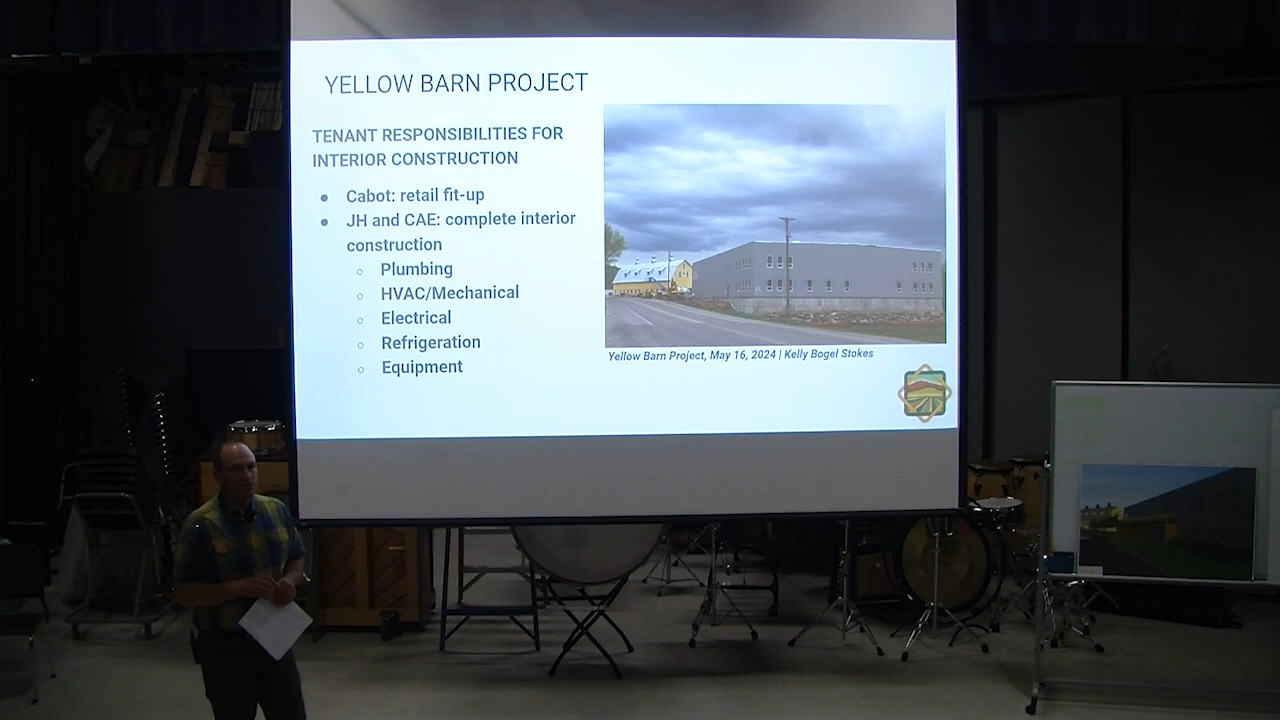 YELLOW BARN PROJECT
TENANT RESPONSIBILITIES FOR
INTERIOR CONSTRUCTION
● Cabot: retail fit-up
● JH and CAE: complete interior
construction
○ Plumbing
○ HVAC/Mechanical
○ Electrical
○ Refrigeration
○ Equipment
Yellow Barn Project, May 16, 2024 | Kelly Bogel Stokes